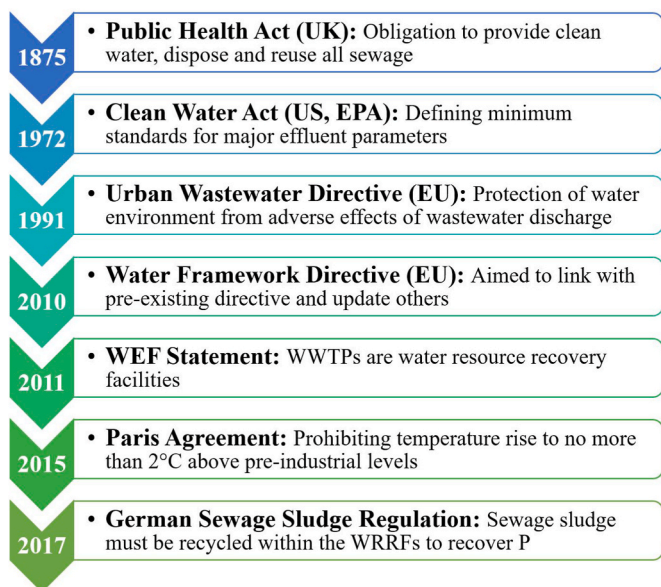 1875
• Public Health Act (UK): Obligation to provide clean
water, dispose and reuse all sewage
1972
• Clean Water Act (US, EPA): Defining minimum
standards for major effluent parameters
1991
• Urban Wastewater Directive (EU): Protection of water
environment from adverse effects of wastewater discharge
2010
• Water Framework Directive (EU): Aimed to link with
pre-existing directive and update others
2011
• WEF Statement: WWTPs are water resource recovery
facilities
2015
• Paris Agreement: Prohibiting temperature rise to no more
than 2°C above pre-industrial levels
2017
• German Sewage Sludge Regulation: Sewage sludge
must be recycled within the WRRFs to recover P